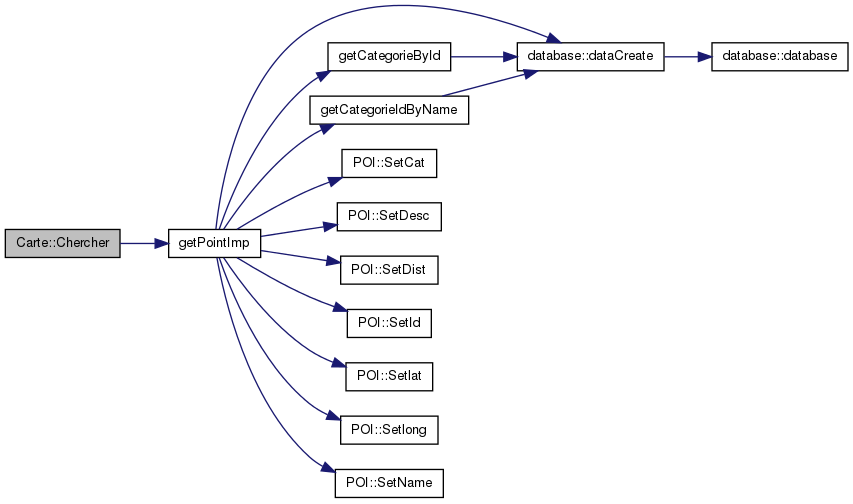 Carte::Chercher
getPointImp
getCategorieById
getCategorieIdByName
POI::SetCat
POI::SetDesc
POI::SetDist
POI::SetId
POI::Setlat
POI::Setlong
POI::SetName
database::dataCreate
database::database